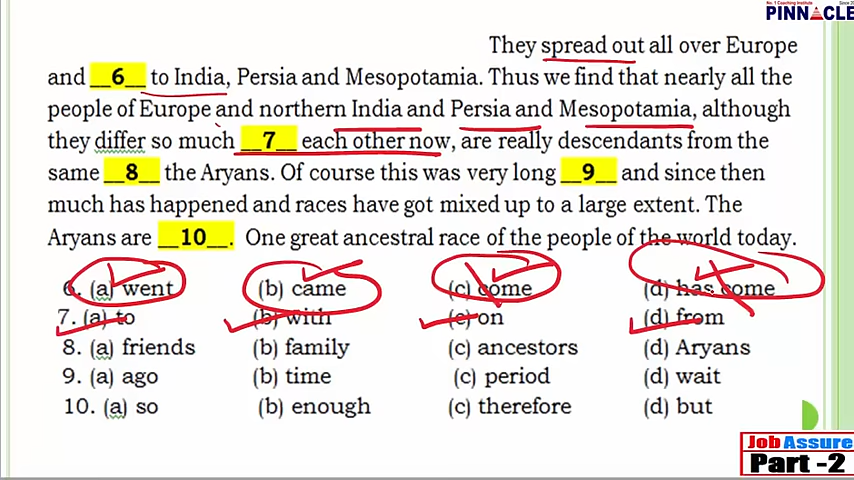 No. 1 Coaching Institute
PINNACLE
They spread out all over Europe
and __6__ to India, Persia and Mesopotamia. Thus we find that nearly all the
people of Europe and northern India and Persia and Mesopotamia, although
they differ so much __7__ each other now, are really descendants from the
same __8__ the Aryans. Of course this was very long __9__ and since then
much has happened and races have got mixed up to a large extent. The
Aryans are __10__. One great ancestral race of the people of the world today.
6. (a) went (b) came (c) come (d) has come
7. (a) to (b) with (c) on (d) from
8. (a) friends (b) family (c) ancestors (d) Aryans
9. (a) ago (b) time (c) period (d) wait
10. (a) so (b) enough (c) therefore (d) but
Job Assure
Part -2